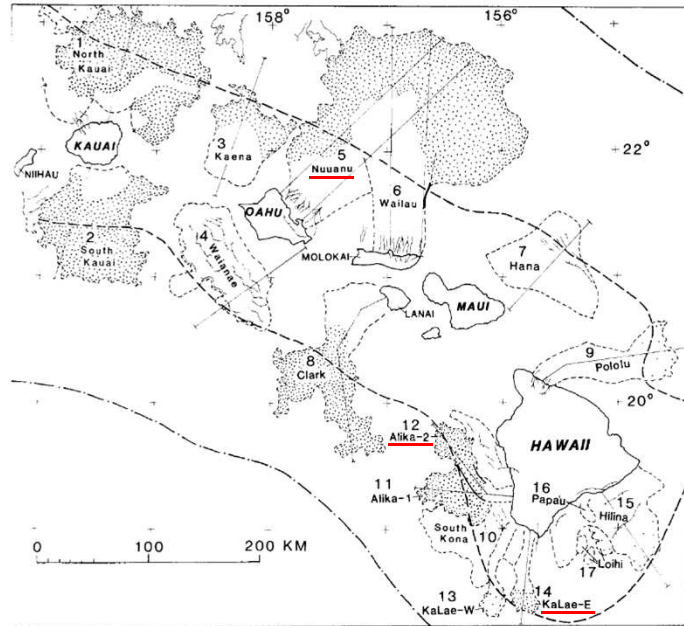 158°
156°
1
North
Kauai
KAUAI
NIIHAU
3
Kaena
5
Nuuanu
22°
6
Wailau
OAHU
2
South
Kauai
4
Waianae
MOLOKAI
7
Hana
LANAI
MAUI
8
Clark
9
Pololu
20°
12
Alika-2
HAWAII
11
Alika-1
16
Papau
15
Hilina
South
Kona
10
17
Loihi
0 100 200 KM
13
KaLae-W
14
KaLae-E